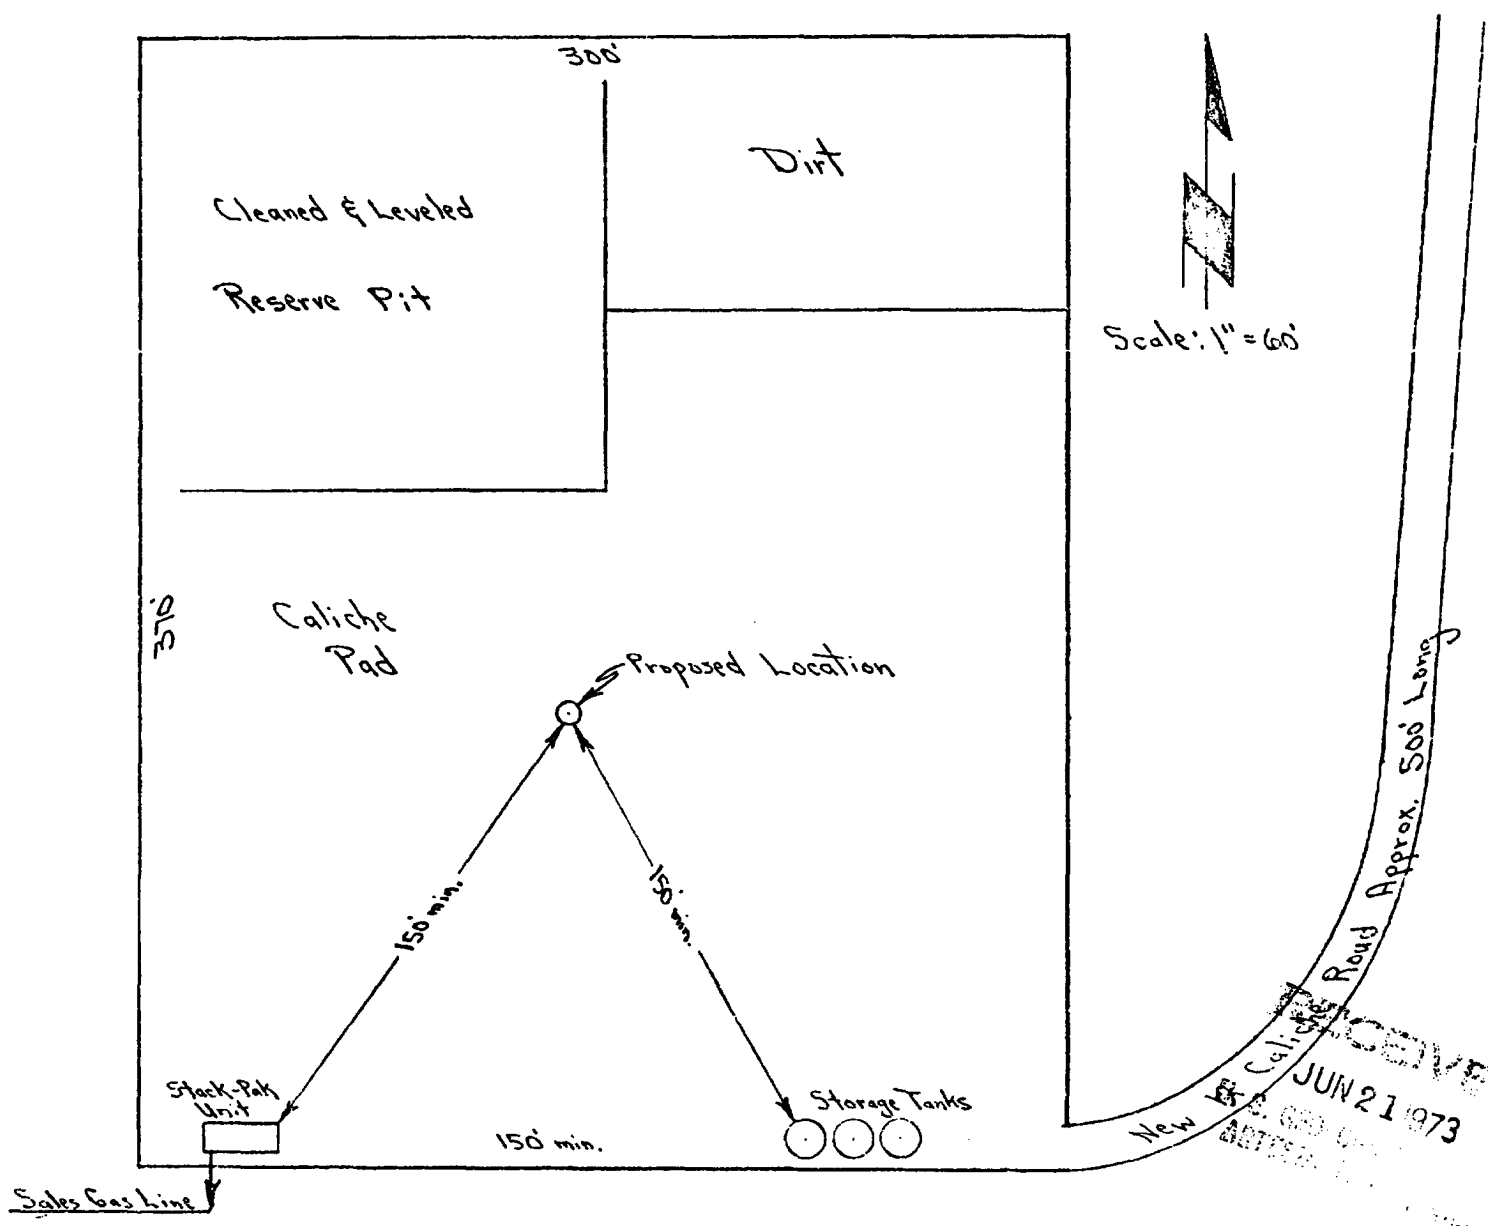 300'
Dirt
Cleaned & Leveled
Reserve Pit
Scale: 1" = 60'
370'
Caliche
Pad
Proposed Location
150' min.
150' min.
Stack-Pak
Unit
Storage Tanks
150' min.
Sales Gas Line
New Caliche Road Approx. 500' Long
RECEIVE
JUN 21 1973